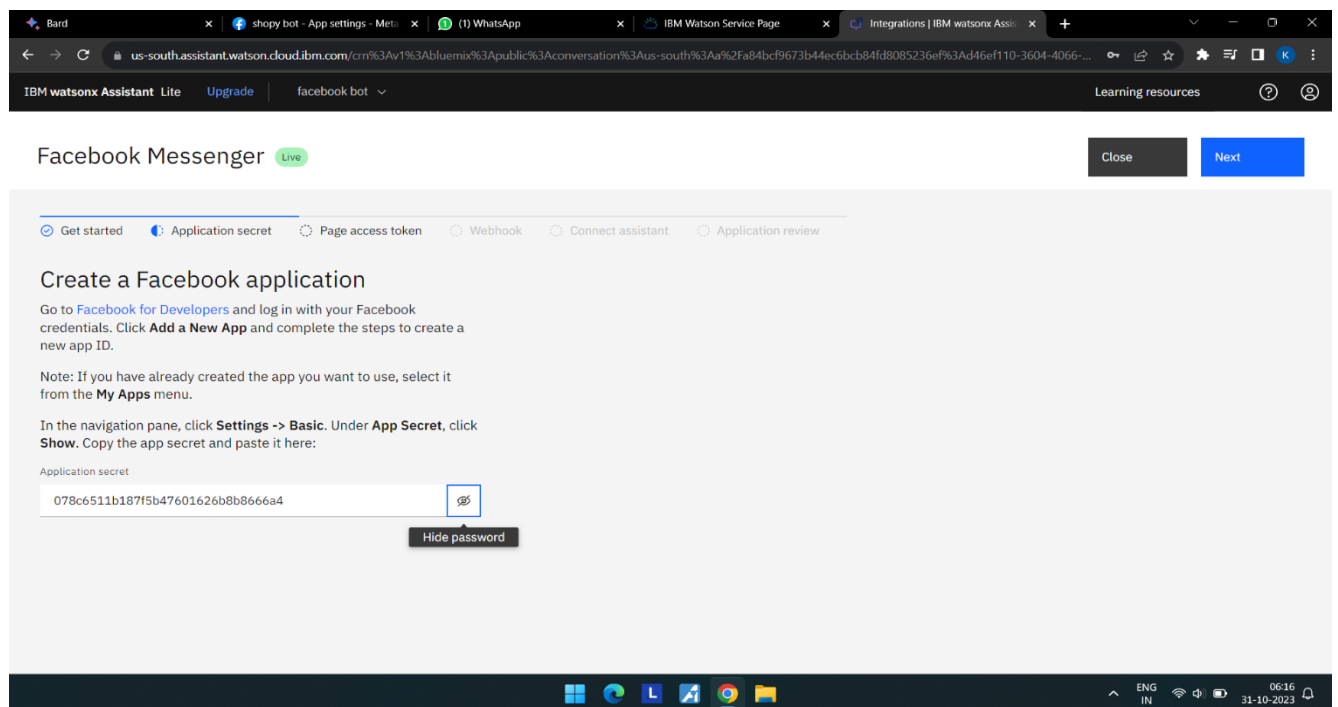 Bard
shopy bot - App settings - Meta
(1) WhatsApp
IBM Watson Service Page
Integrations | IBM watsonx Assis
us-south.assistant.watson.cloud.ibm.com/crn%3Av1%3Abluemix%3Apublic%3Aconversation%3Aus-south%3Aa%2Fa84bcf9673b44ec6bcb84fd8085236ef%3Ad46ef110-3604-4066-...
K
IBM watsonx Assistant Lite Upgrade facebook bot Learning resources
Facebook Messenger Live Close Next
Get started Application secret Page access token Webhook Connect assistant Application review
Create a Facebook application
Go to Facebook for Developers and log in with your Facebook
credentials. Click Add a New App and complete the steps to create a
new app ID.
Note: If you have already created the app you want to use, select it
from the My Apps menu.
In the navigation pane, click Settings -> Basic. Under App Secret, click
Show. Copy the app secret and paste it here:
Application secret
078c6511b187f5b47601626b8b8666a4
Hide password
L
ENG
IN
06:16
31-10-2023